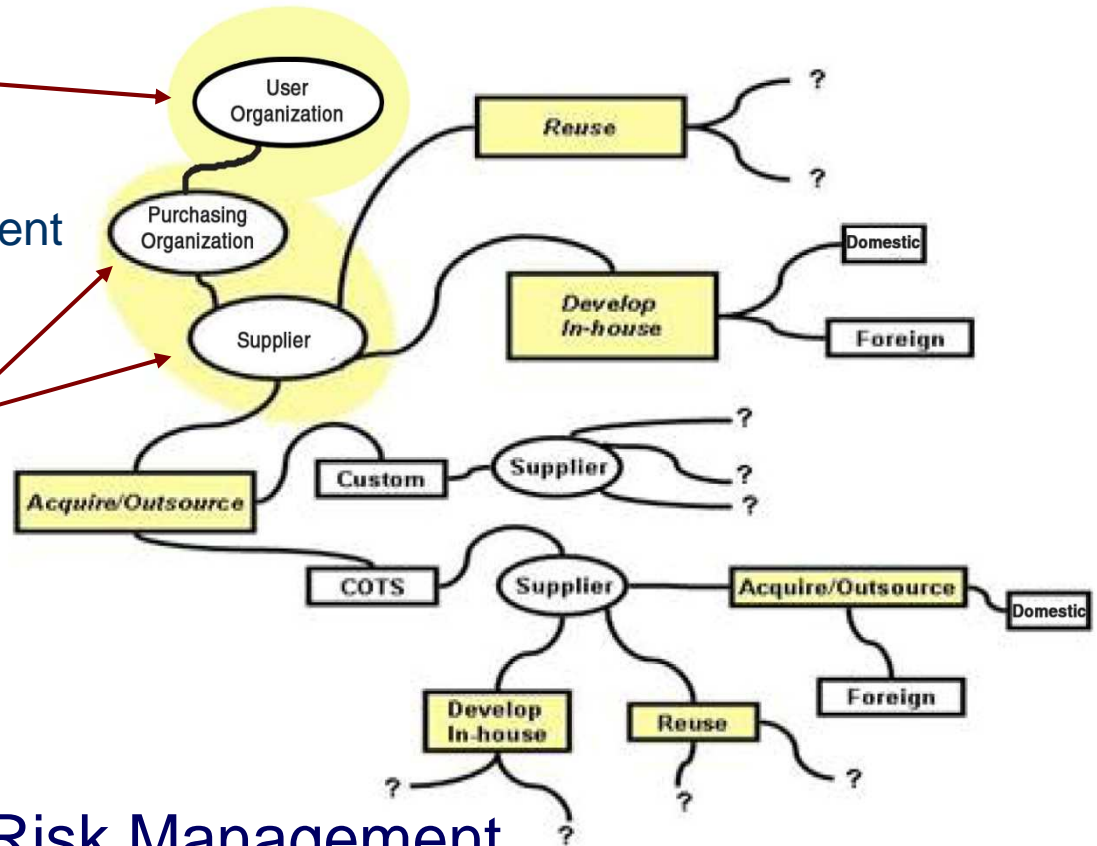 User
Organization
Reuse
?
?
Purchasing
Organization
Domestic
Develop
In-house
Foreign
Supplier
?
Custom
Supplier
?
?
Acquire/Outsource
COTS
Supplier
Acquire/Outsource
Domestic
Foreign
Develop
In-house
Reuse
?
?
?
?
Risk Management